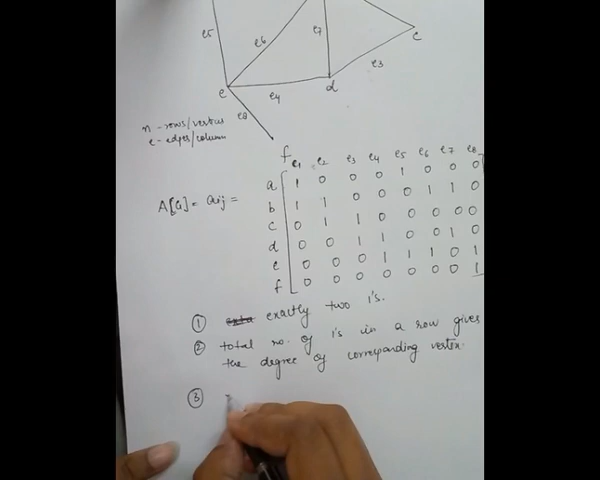 e5
e6
e7
c
e3
e
e4
d
e8
n - rows/vertices
e - edges/column
f
e1 e2 e3 e4 e5 e6 e7 e8
a 1 0 0 0 1 0 0 0
A[G] = aij =
b 1 1 0 0 0 1 1 0
c 0 1 1 0 0 0 0 0
d 0 0 1 1 0 0 1 0
e 0 0 0 1 1 1 0 1
f 0 0 0 0 0 0 0 1
① exactly two 1's.
② total no. of 1's in a row gives
the degree of corresponding vertex.
③